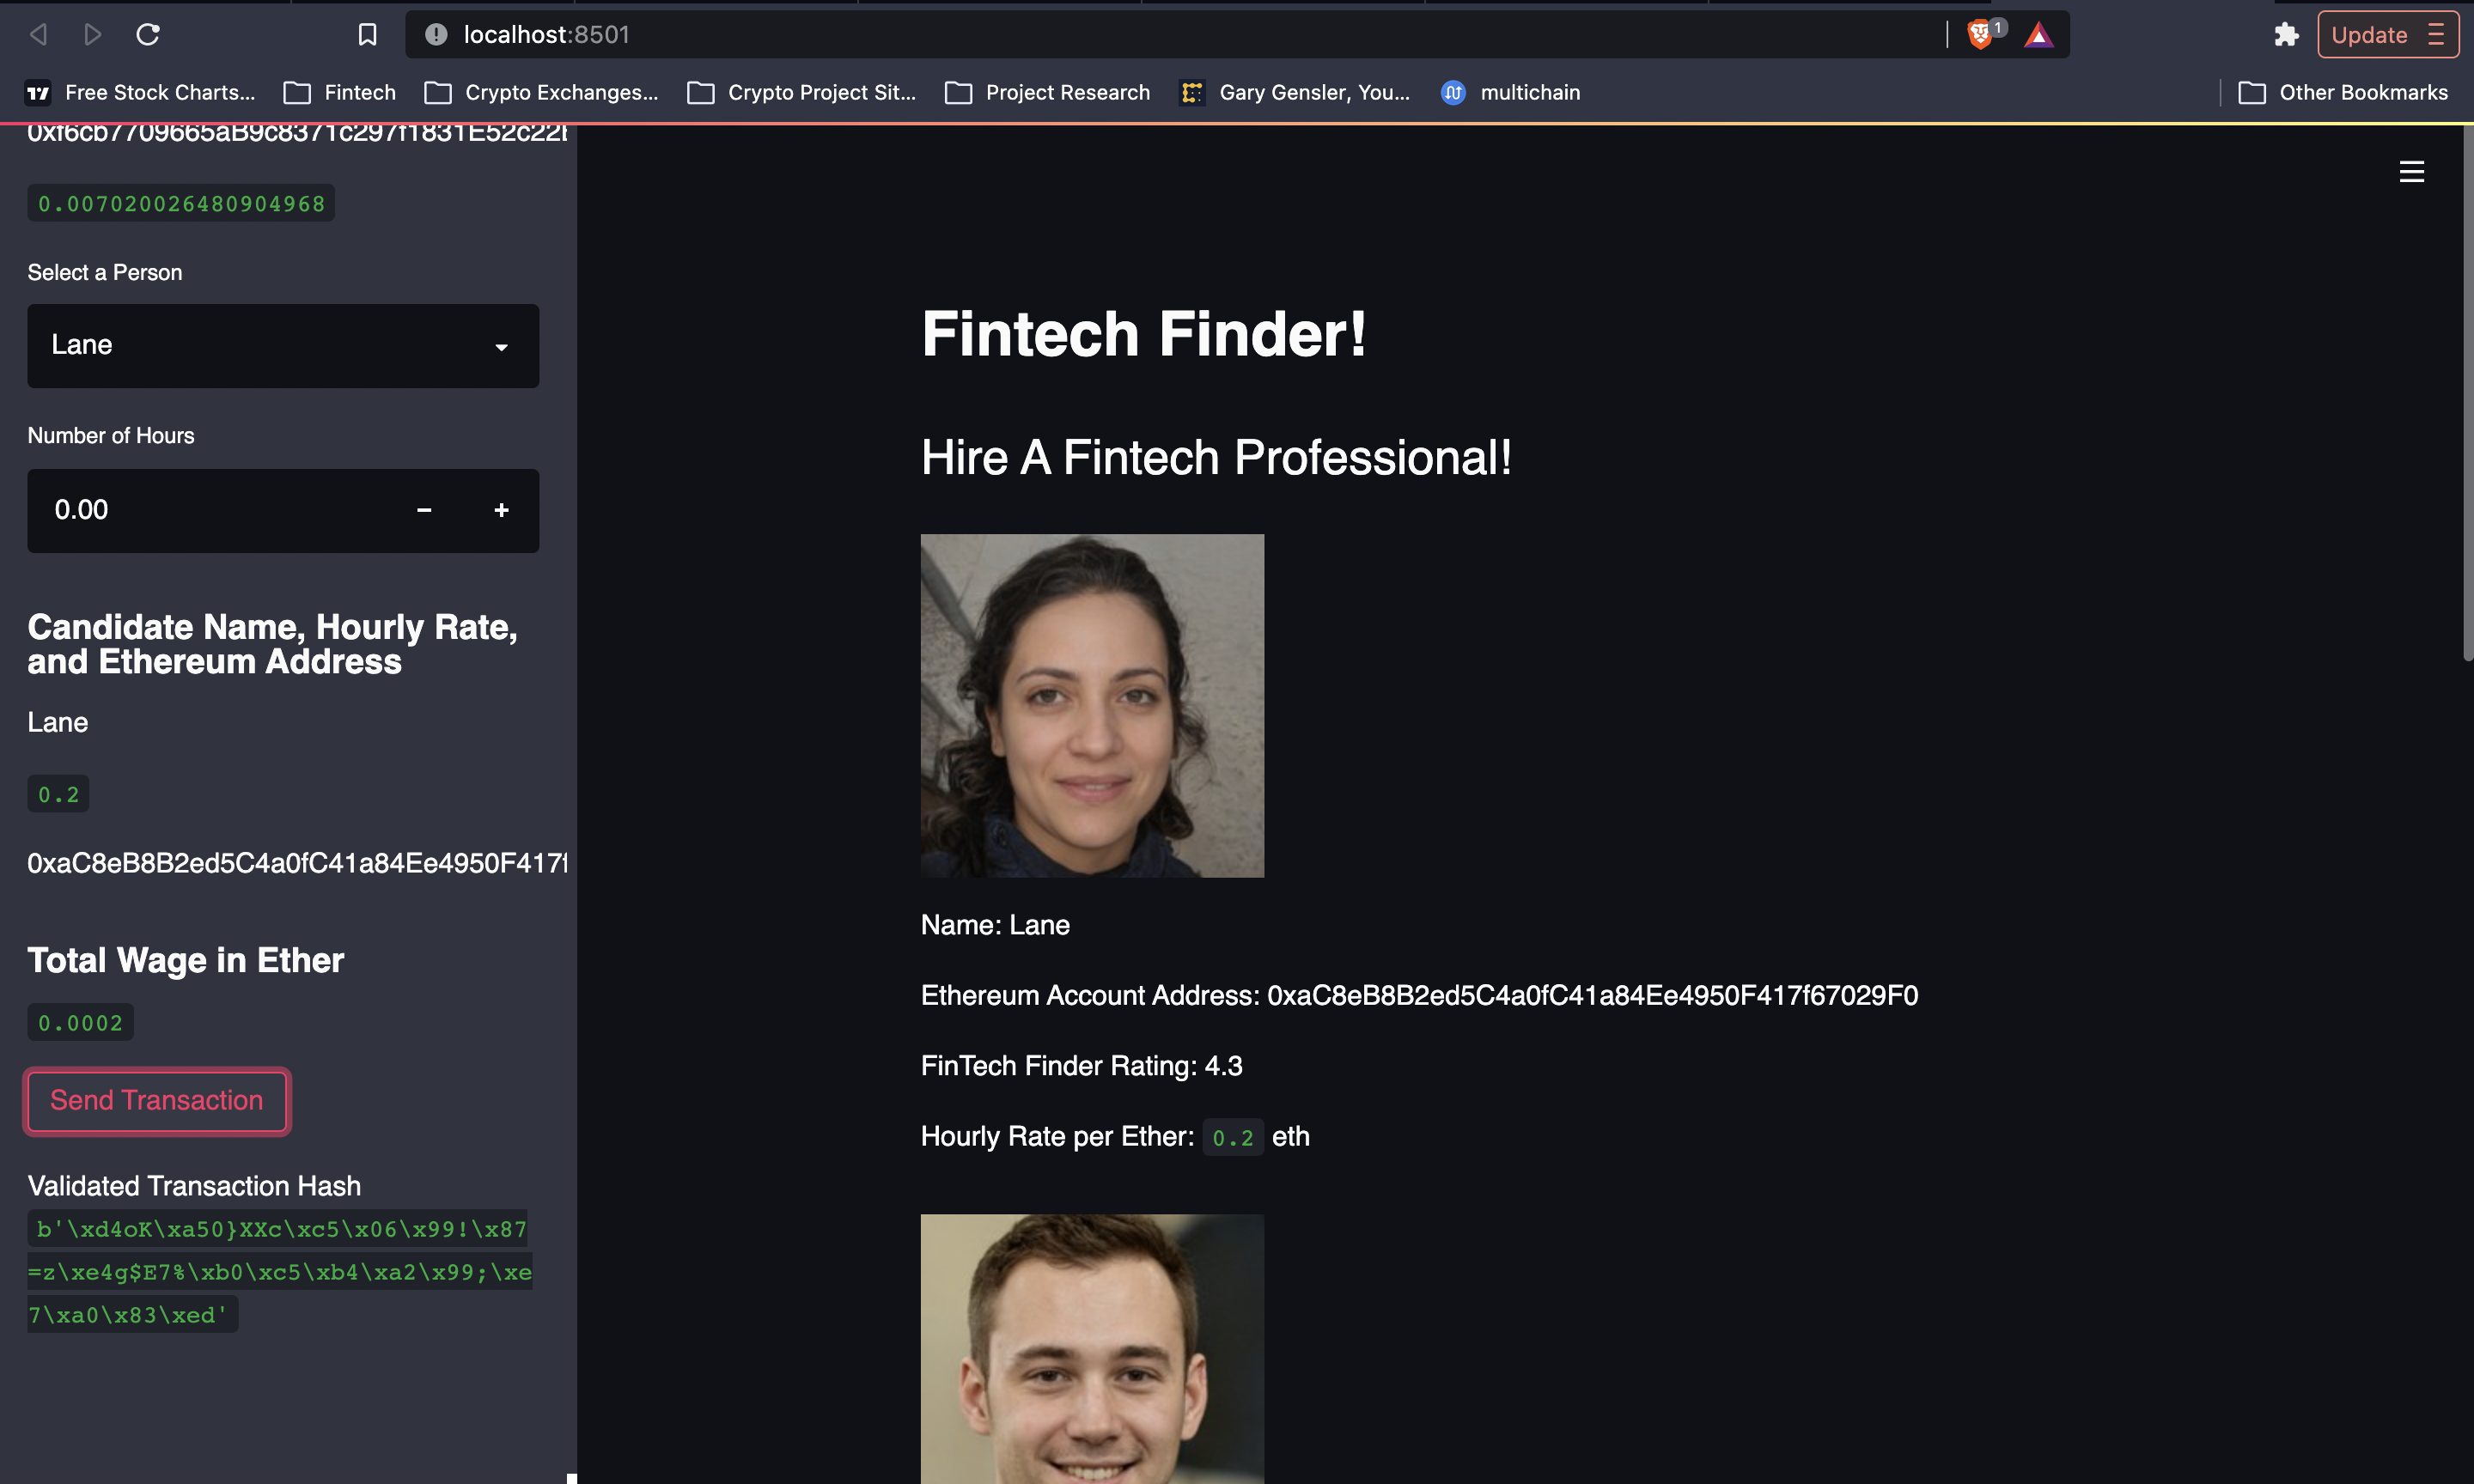 localhost:8501
1
Update
Free Stock Charts...
Fintech
Crypto Exchanges...
Crypto Project Sit...
Project Research
Gary Gensler, You...
multichain
Other Bookmarks
0xf6cb7709665aB9c8371c297f1831E52c22
0.007020026480904968
Select a Person
Lane
Number of Hours
0.00
− +
Candidate Name, Hourly Rate,
and Ethereum Address
Lane
0.2
0xaC8eB8B2ed5C4a0fC41a84Ee4950F417f
Total Wage in Ether
0.0002
Send Transaction
Validated Transaction Hash
b'\xd4oK\xa50}XXc\xc5\x06\x99!\x87
=z\xe4g$E7%\xb0\xc5\xb4\xa2\x99;\xe
7\xa0\x83\xed'
Fintech Finder!
Hire A Fintech Professional!
Name: Lane
Ethereum Account Address: 0xaC8eB8B2ed5C4a0fC41a84Ee4950F417f67029F0
FinTech Finder Rating: 4.3
Hourly Rate per Ether: 0.2 eth